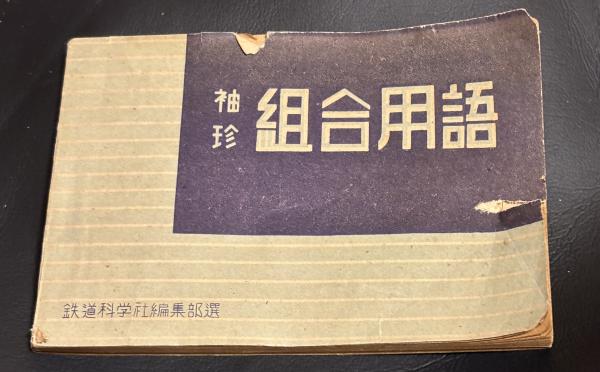 袖珍
組合用語
鉄道科学社編集部選